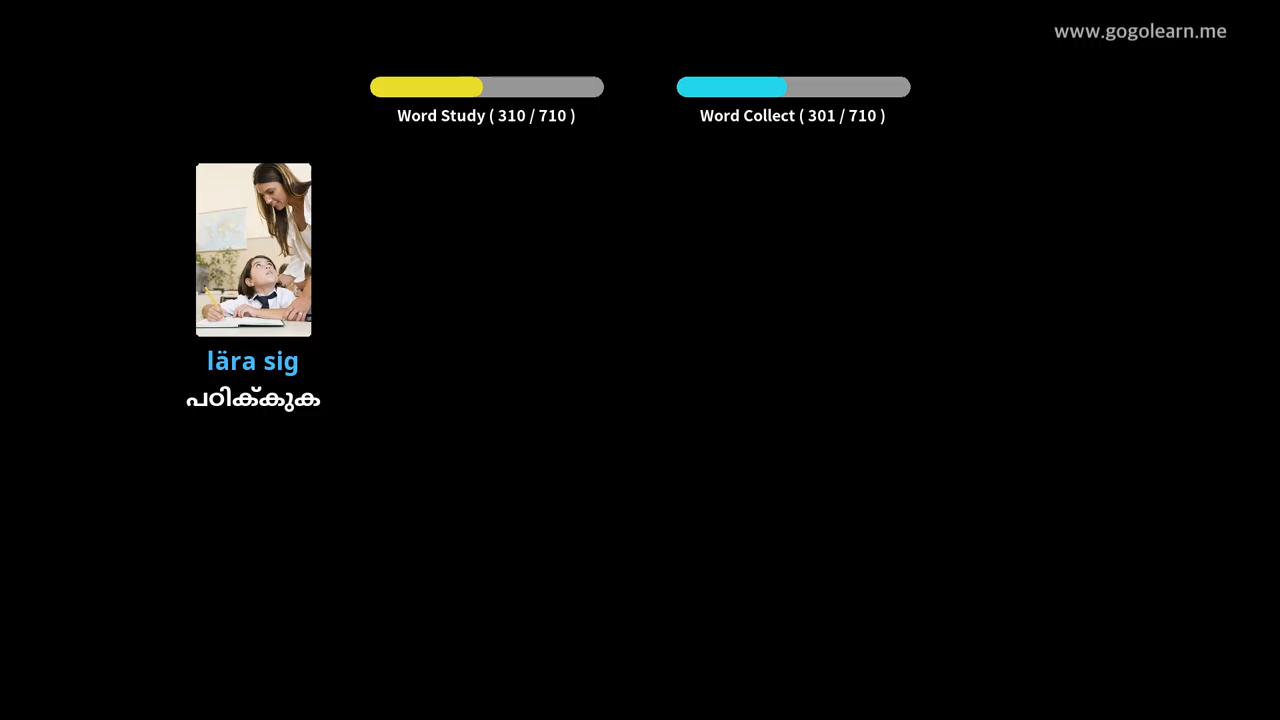 www.gogolearn.me
Word Study ( 310 / 710 )
Word Collect ( 301 / 710 )
lära sig
പഠിക്കുക